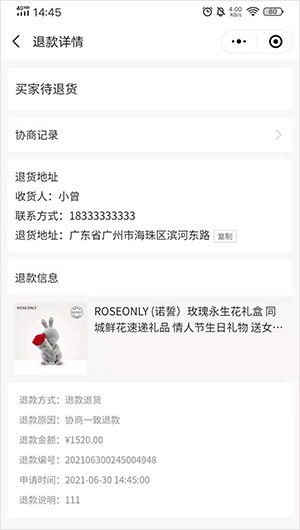 4GHD 14:45 4.00 KB/s 80
退款详情
买家待退货
协商记录
退货地址
收货人：小曾
联系方式：18333333333
退货地址：广东省广州市海珠区滨河东路 复制
退款信息
ROSEONLY
ROSEONLY (诺誓）玫瑰永生花礼盒 同
城鲜花速递礼品 情人节生日礼物 送女…
退款方式：退款退货
退款原因：协商一致退款
退款金额：¥1520.00
退款编号：202106300245004948
申请时间：2021-06-30 14:45:00
退款说明：111